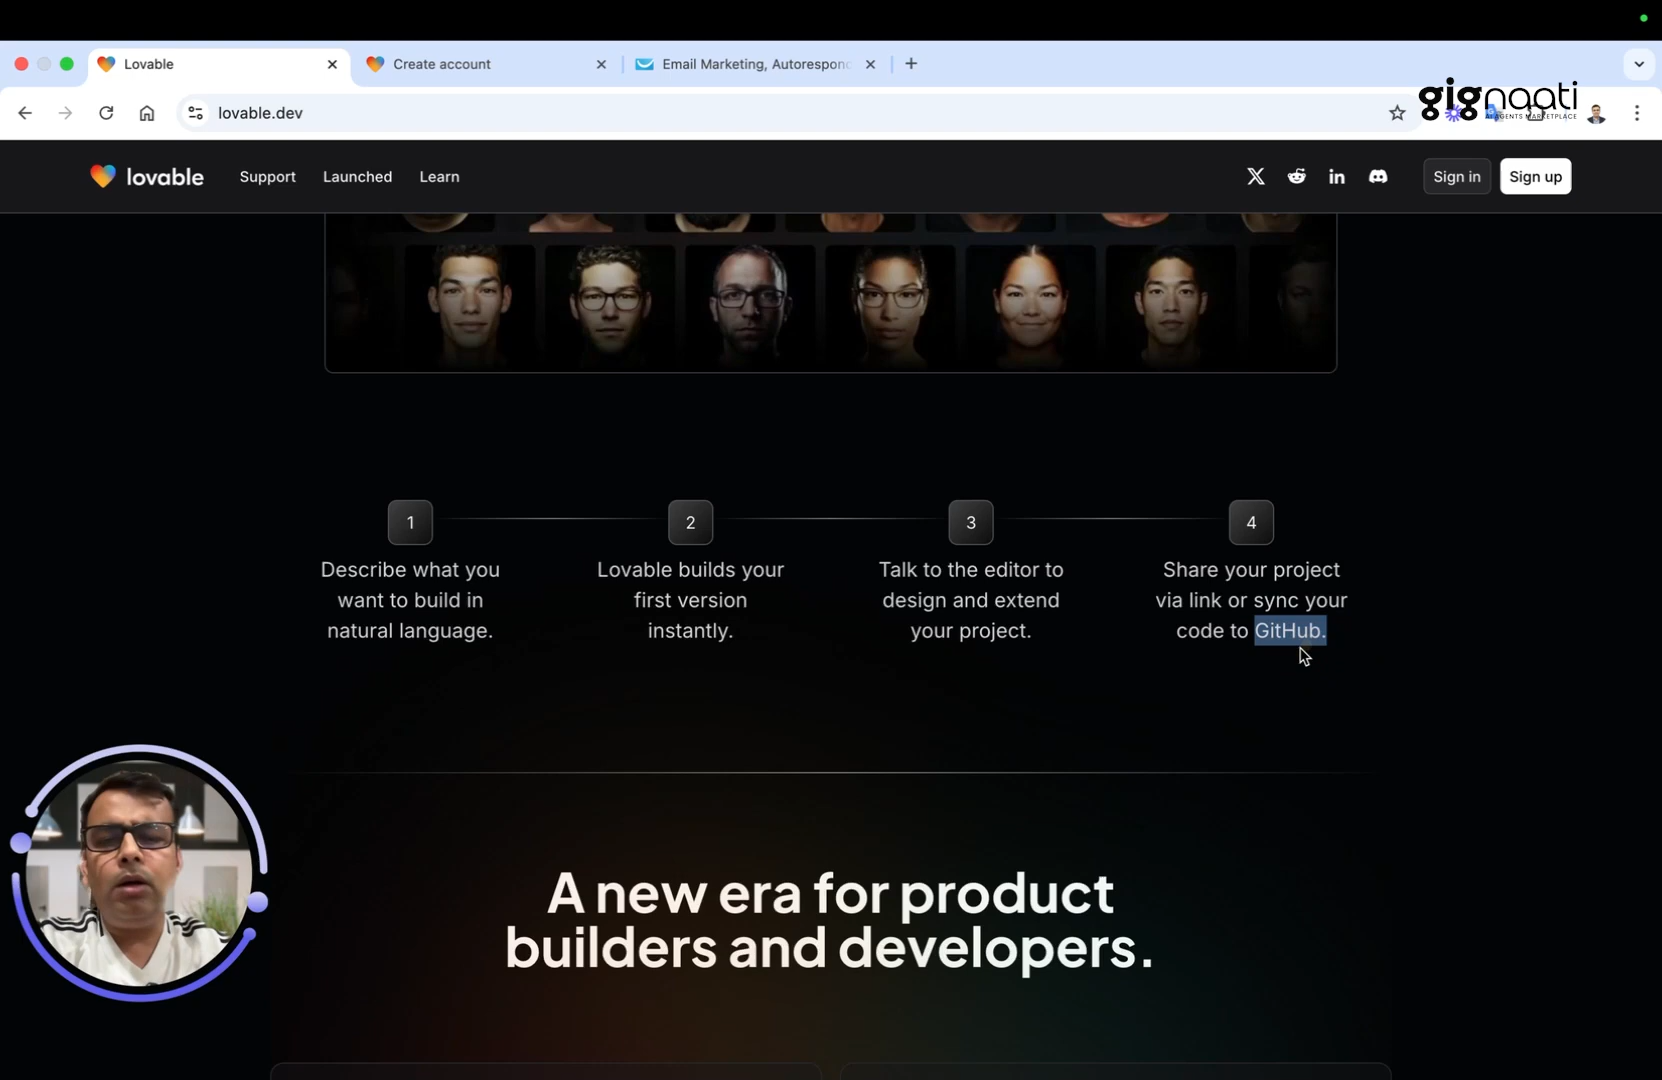 Lovable
Create account
Email Marketing, Autorespon
lovable.dev
gignaati
AI AGENTS MARKETPLACE
lovable
Support
Launched
Learn
Sign in
Sign up
1
2
3
4
Describe what you
want to build in
natural language.
Lovable builds your
first version
instantly.
Talk to the editor to
design and extend
your project.
Share your project
via link or sync your
code to GitHub.
A new era for product
builders and developers.